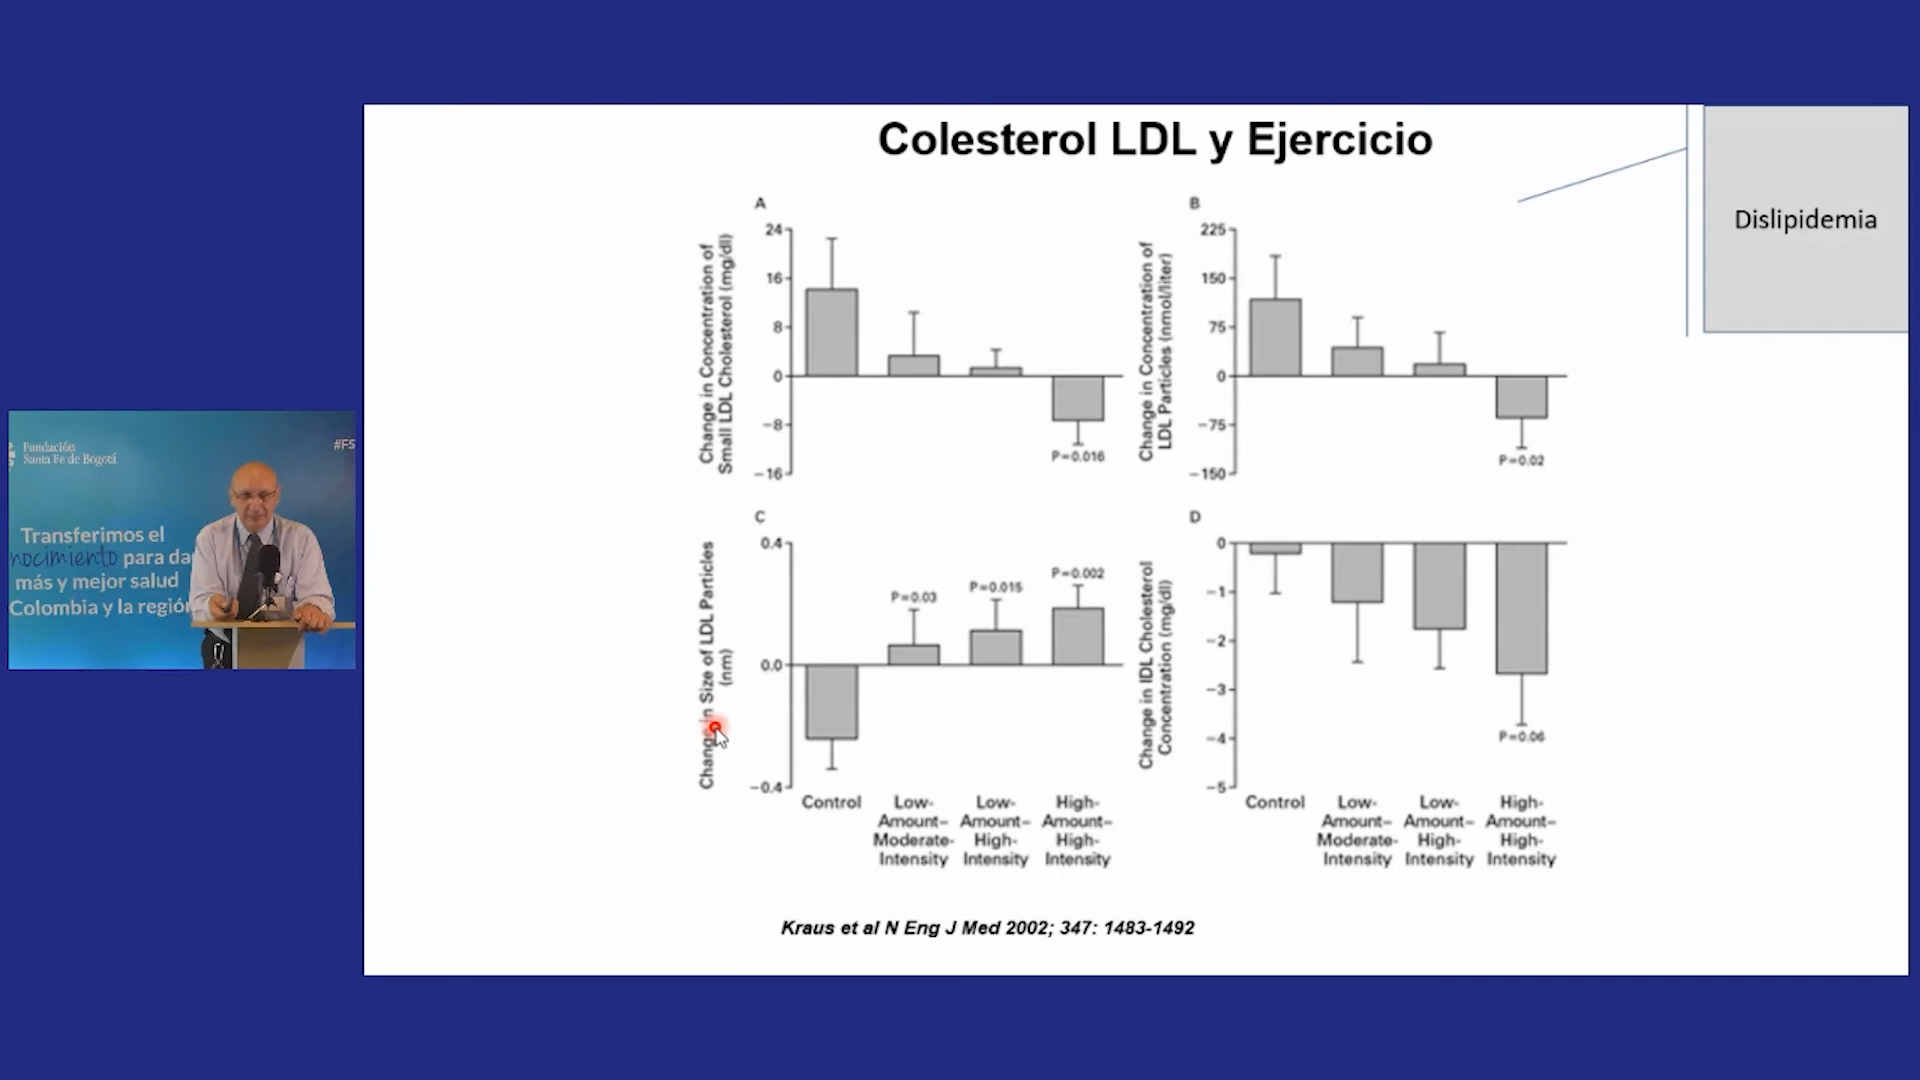 Colesterol LDL y Ejercicio
Dislipidemia
A
Change in Concentration of
Small LDL Cholesterol (mg/dl)
24
16
8
0
−8
−16
P=0.016
B
Change in Concentration of
LDL Particles (nmol/liter)
225
150
75
0
−75
−150
P=0.02
C
Change in Size of LDL Particles
(nm)
0.4
0.0
−0.4
P=0.03
P=0.015
P=0.002
Control
Low-
Amount–
Moderate-
Intensity
Low-
Amount–
High-
Intensity
High-
Amount–
High-
Intensity
D
Change in IDL Cholesterol
Concentration (mg/dl)
0
−1
−2
−3
−4
−5
P=0.06
Control
Low-
Amount–
Moderate-
Intensity
Low-
Amount–
High-
Intensity
High-
Amount–
High-
Intensity
Kraus et al N Eng J Med 2002; 347: 1483-1492
Fundación
Santa Fe de Bogotá
#FS
Transferimos el
nocimiento para da
más y mejor salud
Colombia y la región